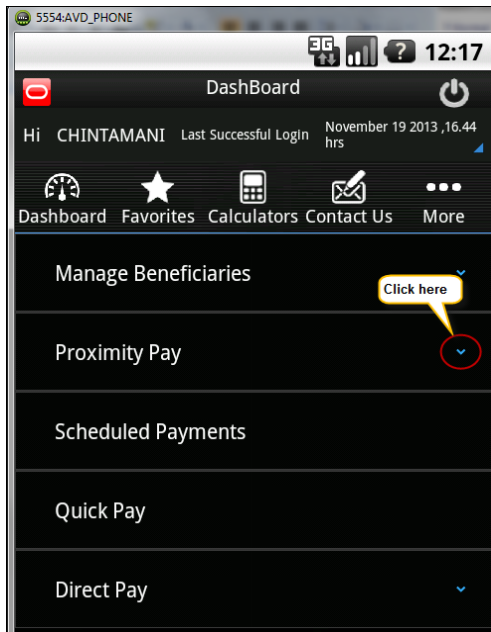 5554:AVD_PHONE
3G 12:17
DashBoard
Hi CHINTAMANI Last Successful Login November 19 2013 ,16.44
hrs
Dashboard Favorites Calculators Contact Us More
Manage Beneficiaries
Click here
Proximity Pay
Scheduled Payments
Quick Pay
Direct Pay